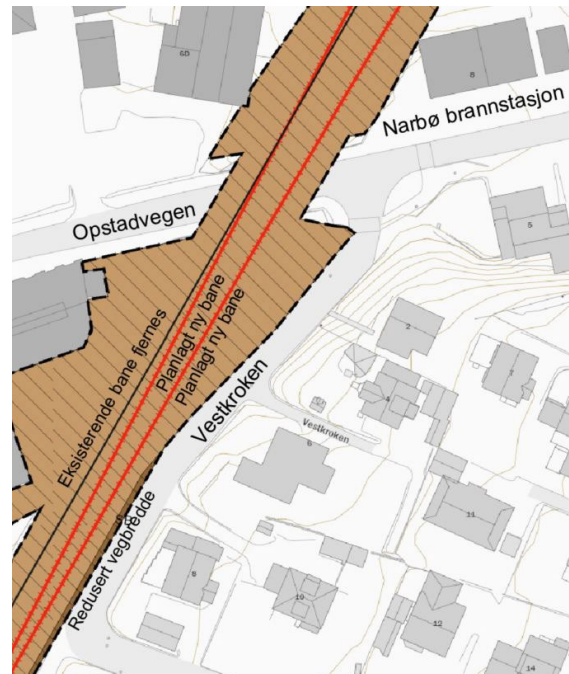 6B
8
Narbø brannstasjon
Opstadvegen
5
Eksisterende bane fjernes
Planlagt ny bane
Planlagt ny bane
2
7
4
Vestkroken
Vestkroken
6
11
Redusert vegbredde
8
10
12
14